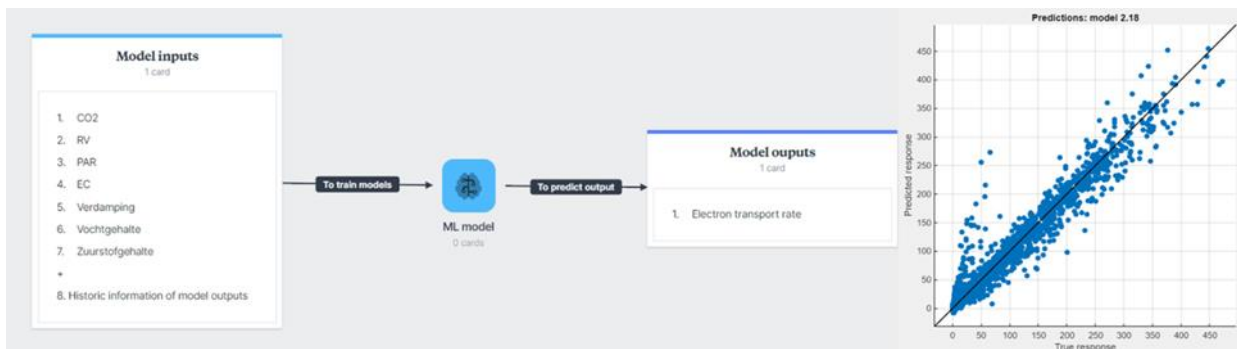 Model inputs
1 card
1. CO2
2. RV
3. PAR
4. EC
5. Verdamping
6. Vochtgehalte
7. Zuurstofgehalte
+
8. Historic information of model outputs
To train models
ML model
0 cards
To predict output
Model ouputs
1 card
1. Electron transport rate
Predictions: model 2.18
Predicted response
450
400
350
300
250
200
150
100
50
0
0 50 100 150 200 250 300 350 400 450
True response